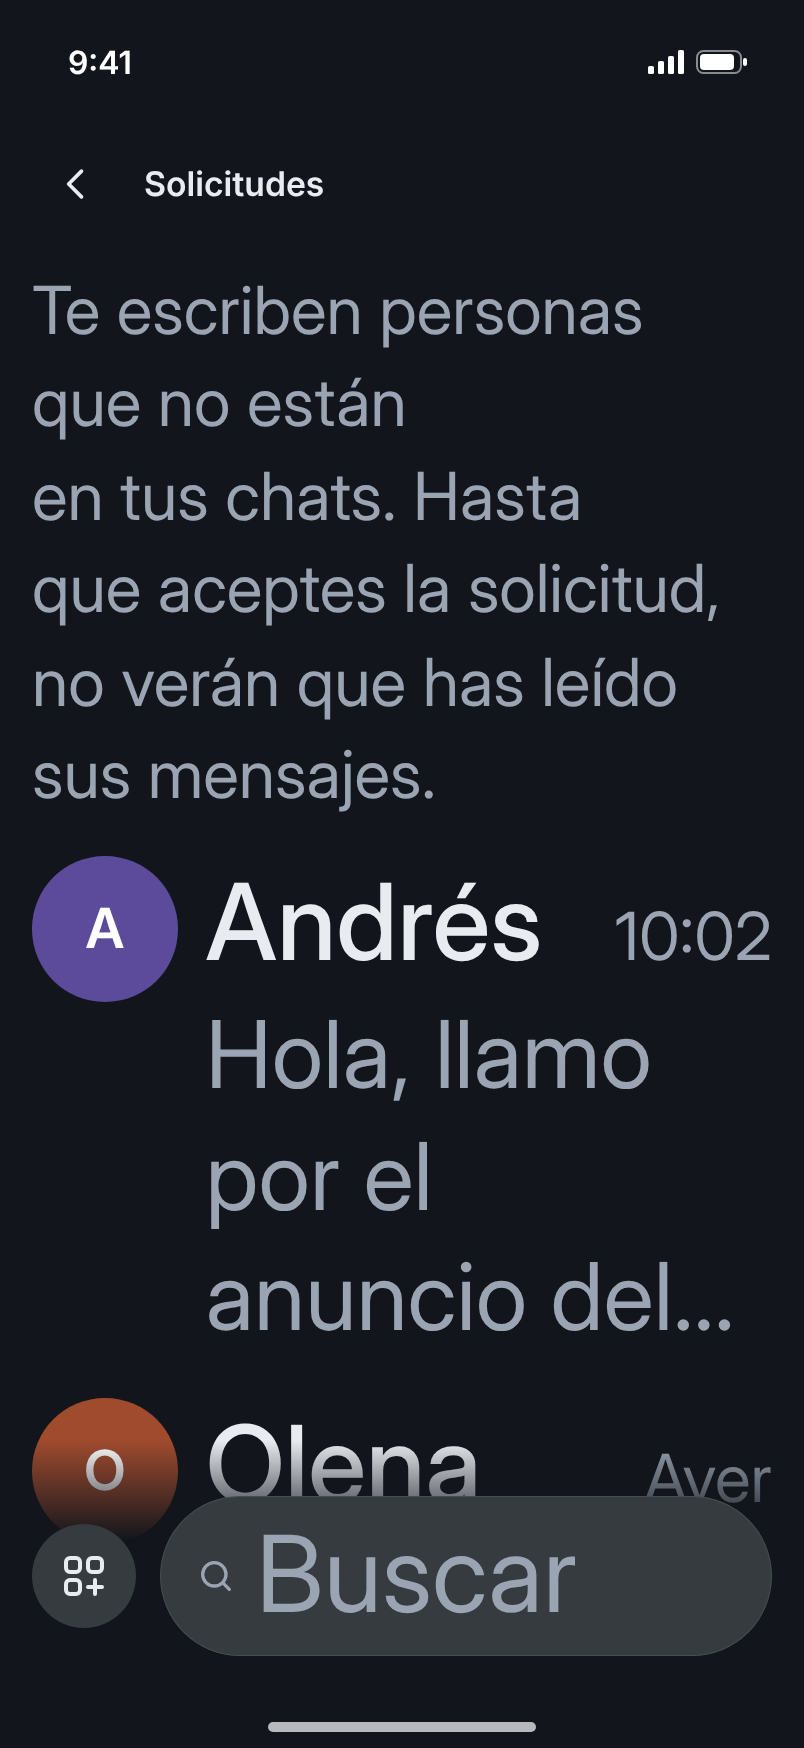 9:41
Solicitudes
Te escriben personas
que no están
en tus chats. Hasta
que aceptes la solicitud,
no verán que has leído
sus mensajes.
A
Andrés
10:02
Hola, llamo
por el
anuncio del...
O
Olena
Ayer
Buscar